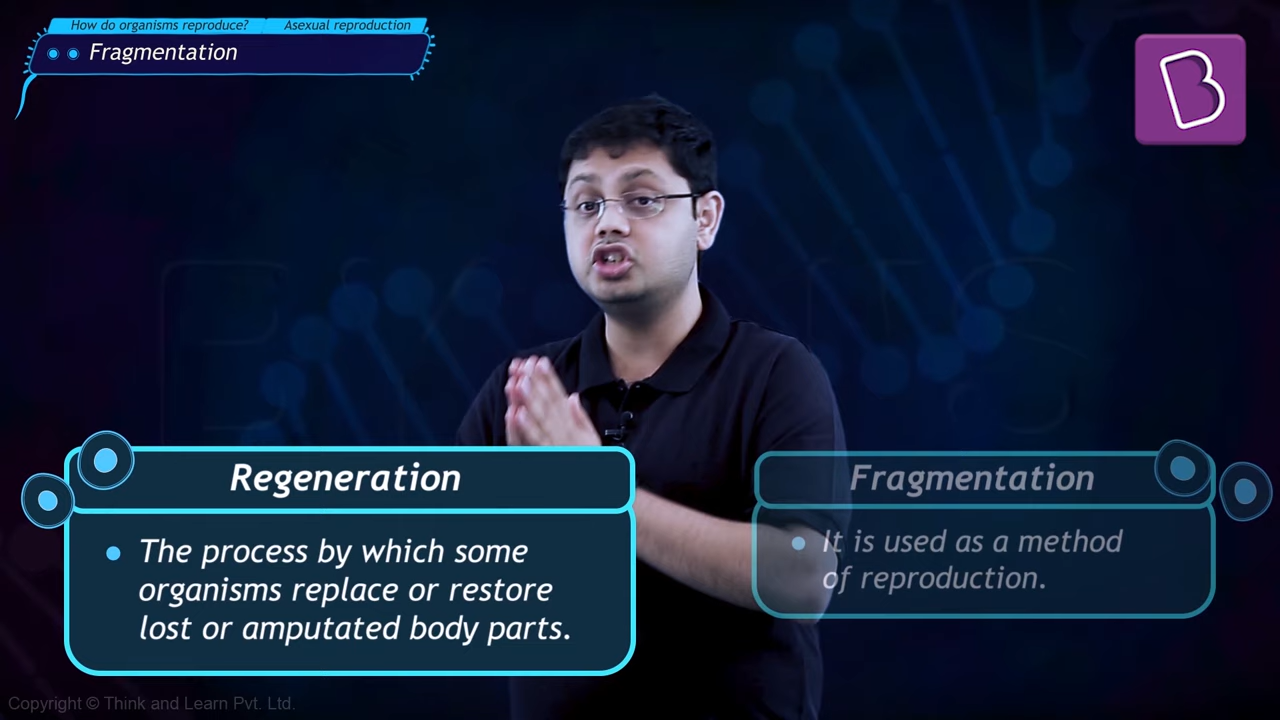 How do organisms reproduce? Asexual reproduction
Fragmentation
B
Regeneration
The process by which some
organisms replace or restore
lost or amputated body parts.
Fragmentation
It is used as a method
of reproduction.
Copyright © Think and Learn Pvt. Ltd.